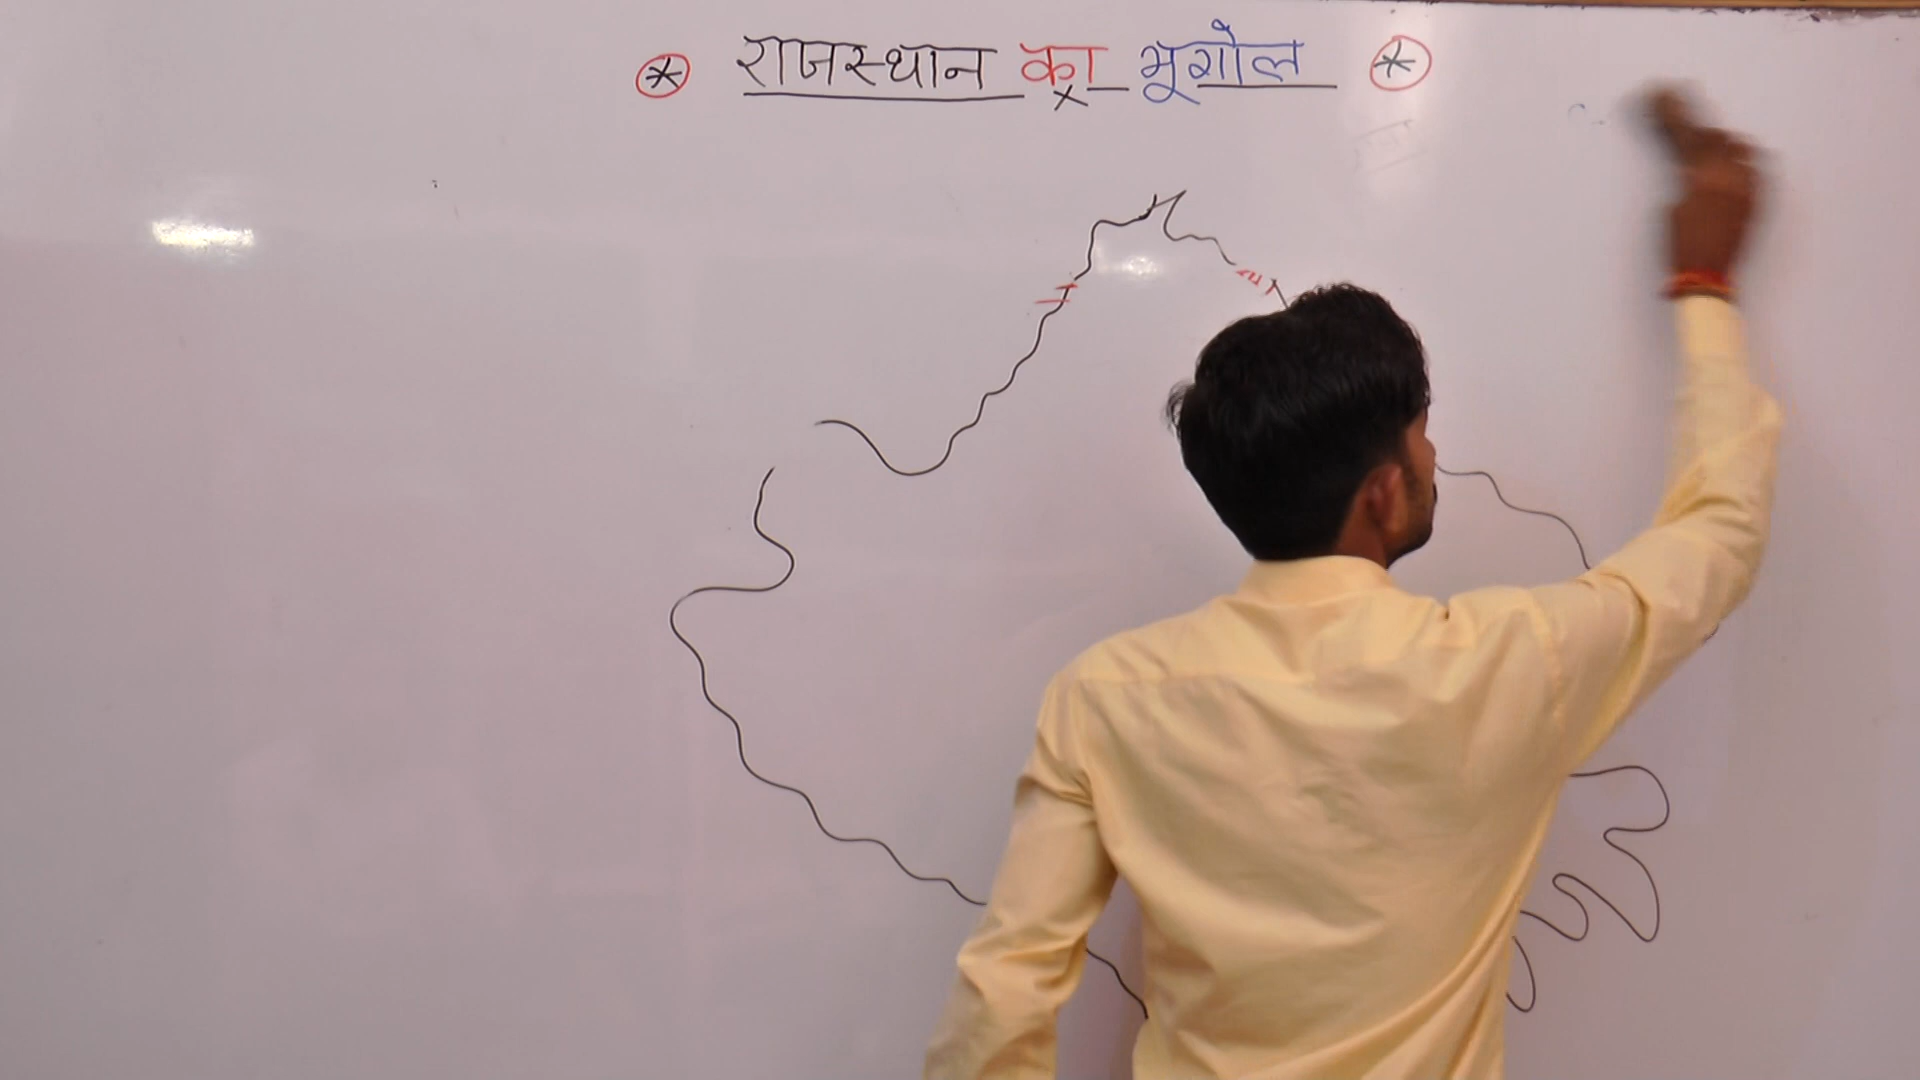 * राजस्थान का भूगोल *